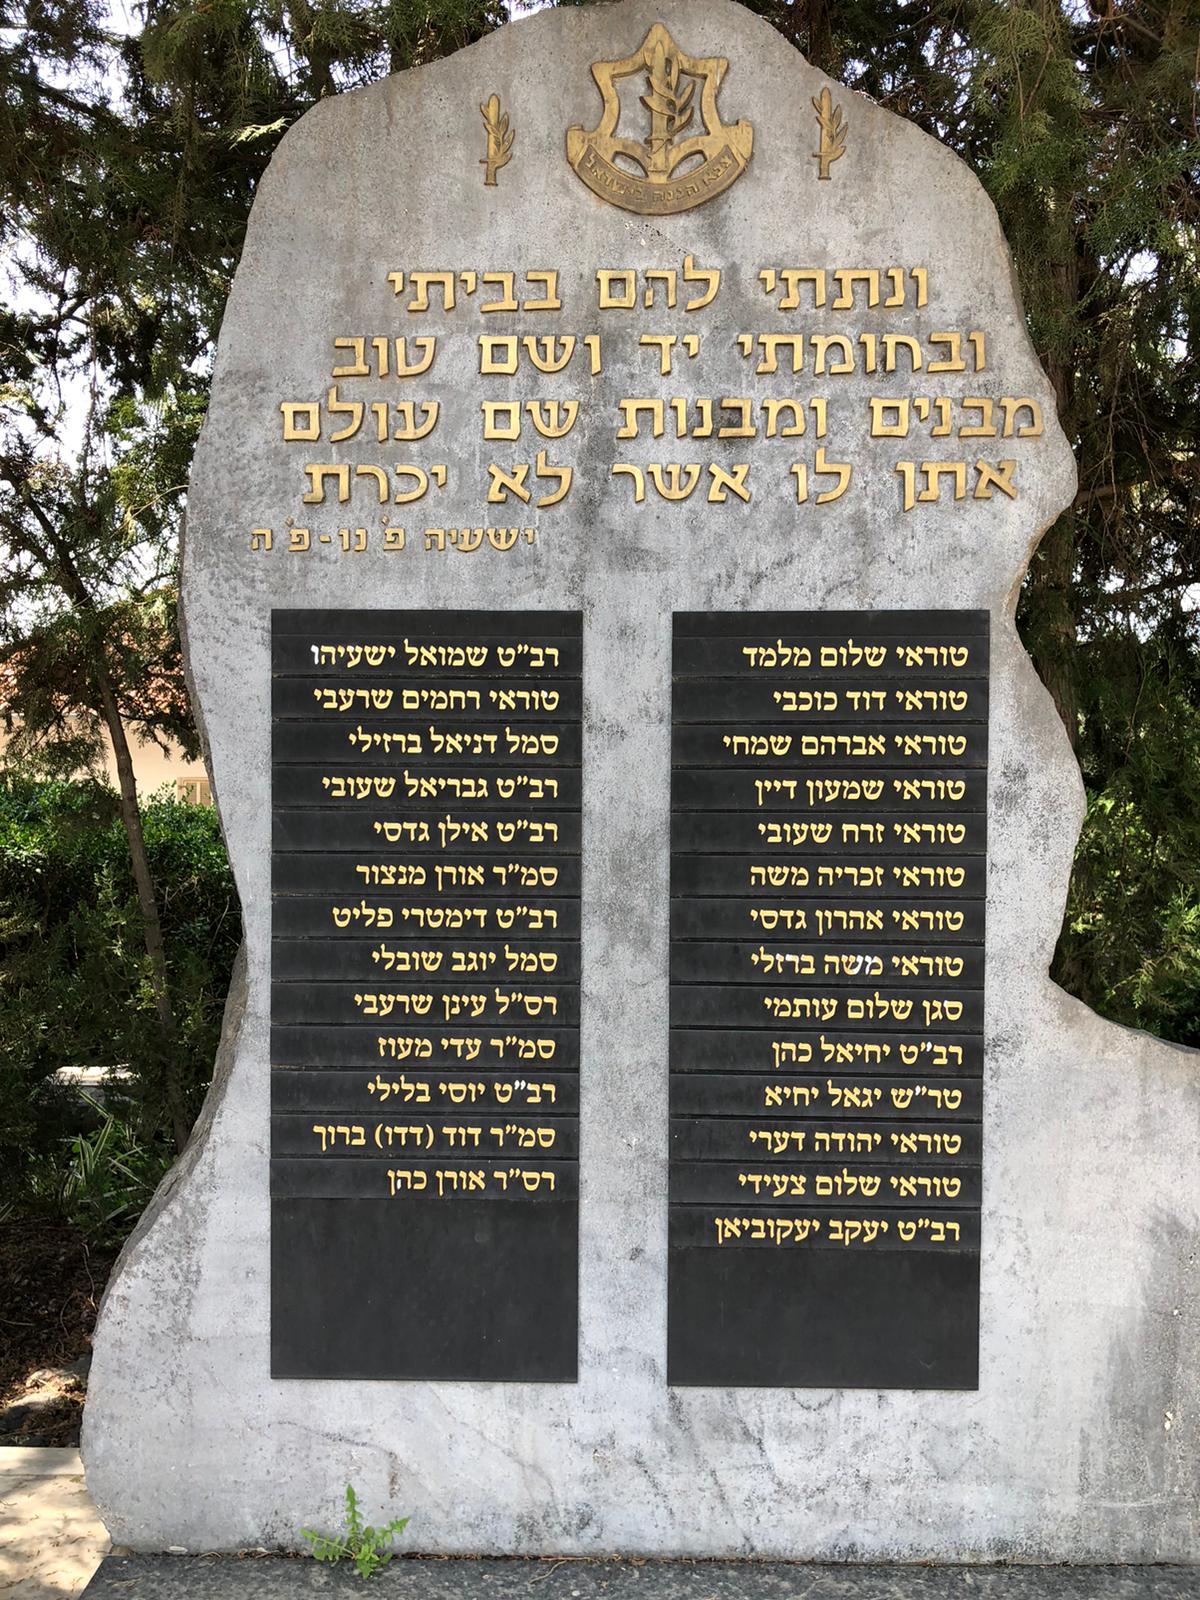 צבא הגנה לישראל
ונתתי להם בביתי
ובחומתי יד ושם טוב
מבנים ומבנות שם עולם
אתן לו אשר לא יכרת
ישעיה פ' נו-פ' ה
טוראי שלום מלמד
טוראי דוד כוכבי
טוראי אברהם שמחי
טוראי שמעון דיין
טוראי זרח שעובי
טוראי זכריה משה
טוראי אהרון גדסי
טוראי משה ברזלי
סגן שלום עותמי
רב"ט יחיאל כהן
טר"ש יגאל יחיא
טוראי יהודה דערי
טוראי שלום צעידי
רב"ט יעקב יעקוביאן
רב"ט שמואל ישעיהו
טוראי רחמים שרעבי
סמל דניאל ברזילי
רב"ט גבריאל שעובי
רב"ט אילן גדסי
סמ"ר אורן מנצור
רב"ט דימטרי פליט
סמל יוגב שובלי
רס"ל עינן שרעבי
סמ"ר עדי מעוז
רב"ט יוסי בלילי
סמ"ר דוד (דדו) ברוך
רס"ר אורן כהן